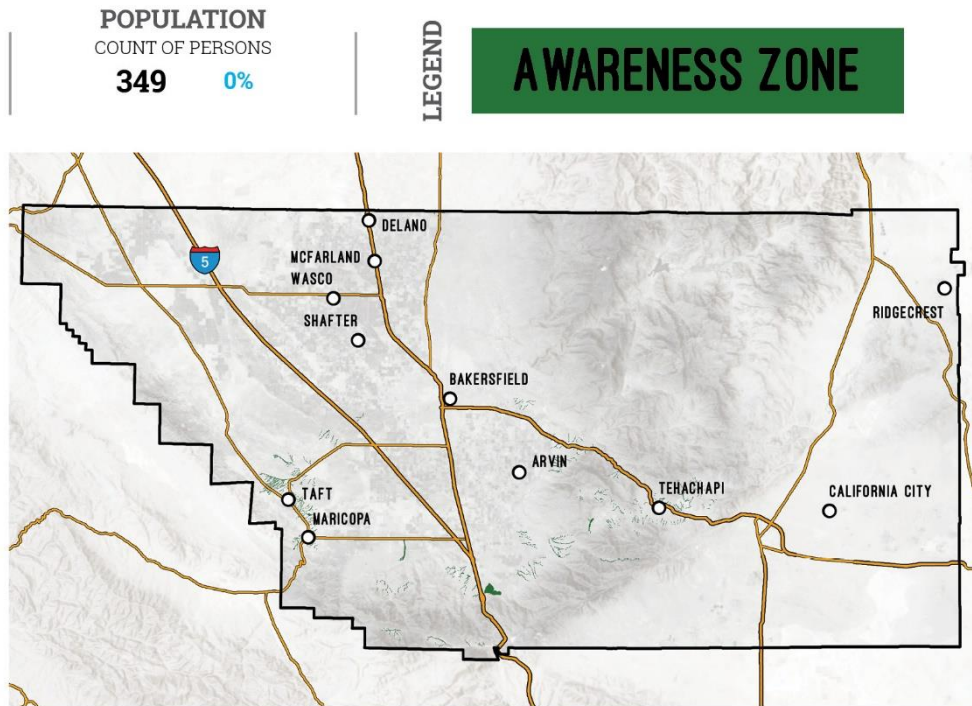 POPULATION
COUNT OF PERSONS
349 0%
LEGEND
AWARENESS ZONE
DELANO
MCFARLAND
5
WASCO
SHAFTER
RIDGECREST
BAKERSFIELD
ARVIN
TEHACHAPI
CALIFORNIA CITY
TAFT
MARICOPA